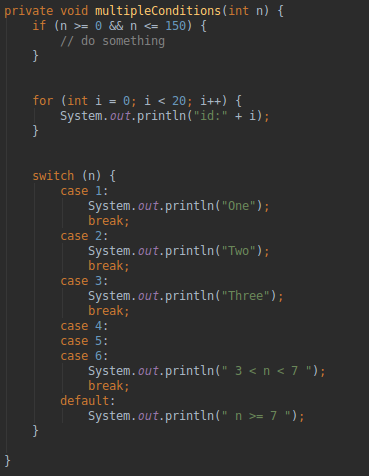 private void multipleConditions(int n) {
    if (n >= 0 && n <= 150) {
        // do something
    }


    for (int i = 0; i < 20; i++) {
        System.out.println("id:" + i);
    }


    switch (n) {
        case 1:
            System.out.println("One");
            break;
        case 2:
            System.out.println("Two");
            break;
        case 3:
            System.out.println("Three");
            break;
        case 4:
        case 5:
        case 6:
            System.out.println(" 3 < n < 7 ");
            break;
        default:
            System.out.println(" n >= 7 ");
    }

}